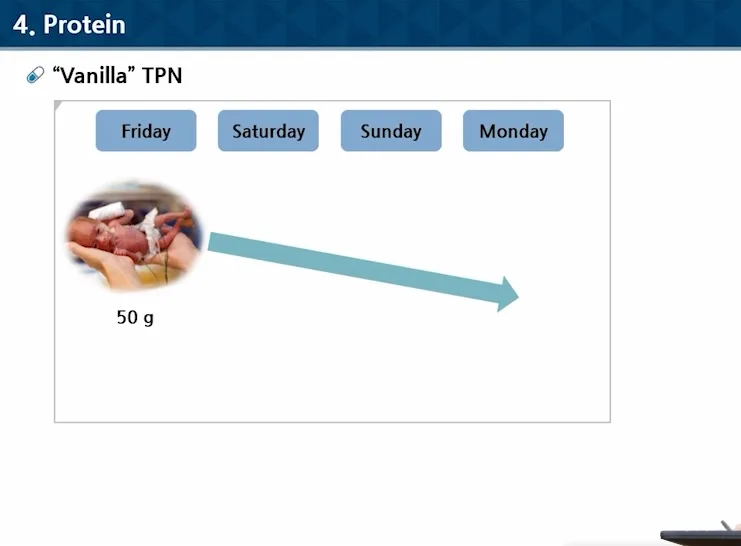 4. Protein
“Vanilla” TPN
Friday
Saturday
Sunday
Monday
50 g